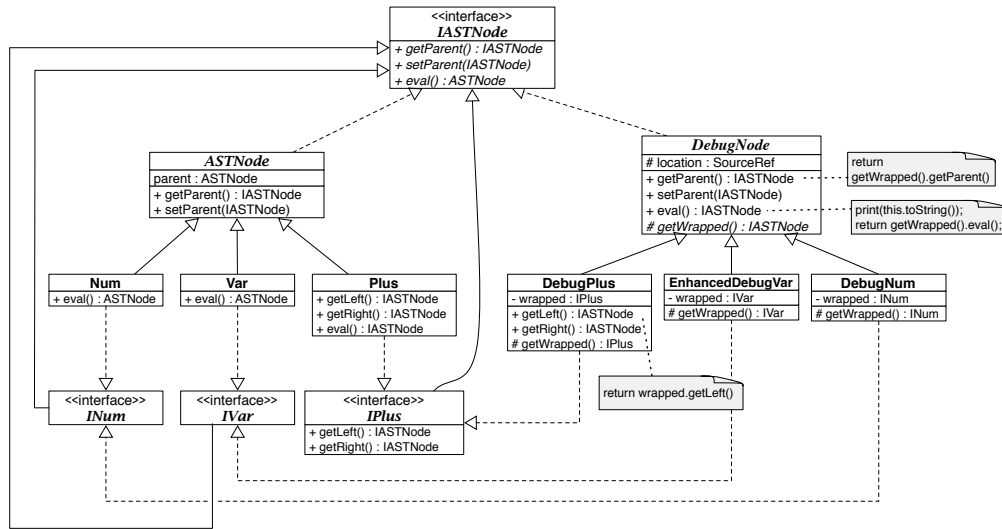 <<interface>>
IASTNode
+ getParent() : IASTNode
+ setParent(IASTNode)
+ eval() : ASTNode
ASTNode
parent : ASTNode
+ getParent() : IASTNode
+ setParent(IASTNode)
DebugNode
# location : SourceRef
+ getParent() : IASTNode
+ setParent(IASTNode)
+ eval() : IASTNode
# getWrapped() : IASTNode
return
getWrapped().getParent()
print(this.toString());
return getWrapped().eval();
Num
+ eval() : ASTNode
Var
+ eval() : ASTNode
Plus
+ getLeft() : IASTNode
+ getRight() : IASTNode
+ eval() : IASTNode
DebugPlus
- wrapped : IPlus
+ getLeft() : IASTNode
+ getRight() : IASTNode
# getWrapped() : IPlus
EnhancedDebugVar
- wrapped : IVar
# getWrapped() : IVar
DebugNum
- wrapped : INum
# getWrapped() : INum
return wrapped.getLeft()
<<interface>>
INum
<<interface>>
IVar
<<interface>>
IPlus
+ getLeft() : IASTNode
+ getRight() : IASTNode